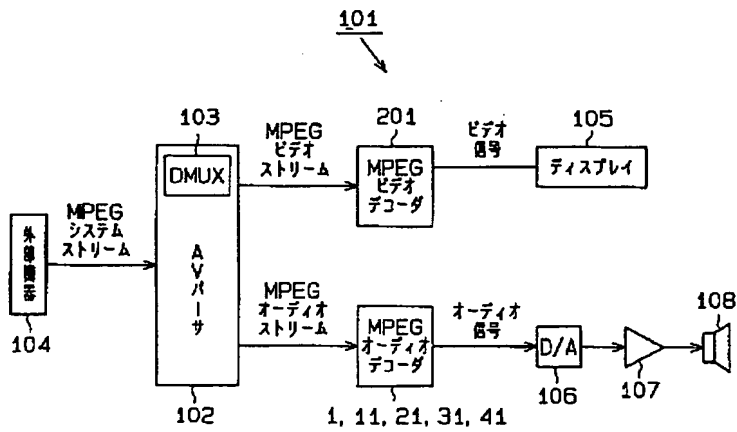 101
103
DMUX
AVパーサ
102
外部機器
104
MPEG
システム
ストリーム
MPEG
ビデオ
ストリーム
201
MPEG
ビデオ
デコーダ
ビデオ
信号
105
ディスプレイ
MPEG
オーディオ
ストリーム
MPEG
オーディオ
デコーダ
1, 11, 21, 31, 41
オーディオ
信号
D/A
106
107
108